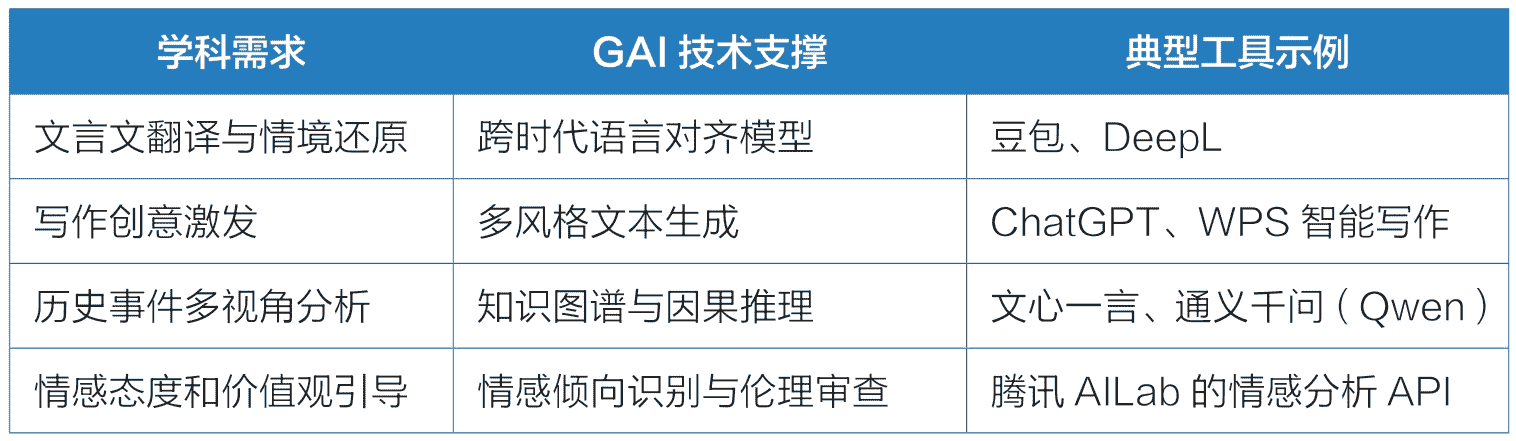 学科需求 GAI 技术支撑 典型工具示例
文言文翻译与情境还原 跨时代语言对齐模型 豆包、DeepL
写作创意激发 多风格文本生成 ChatGPT、WPS 智能写作
历史事件多视角分析 知识图谱与因果推理 文心一言、通义千问（Qwen）
情感态度和价值观引导 情感倾向识别与伦理审查 腾讯 AILab 的情感分析 API